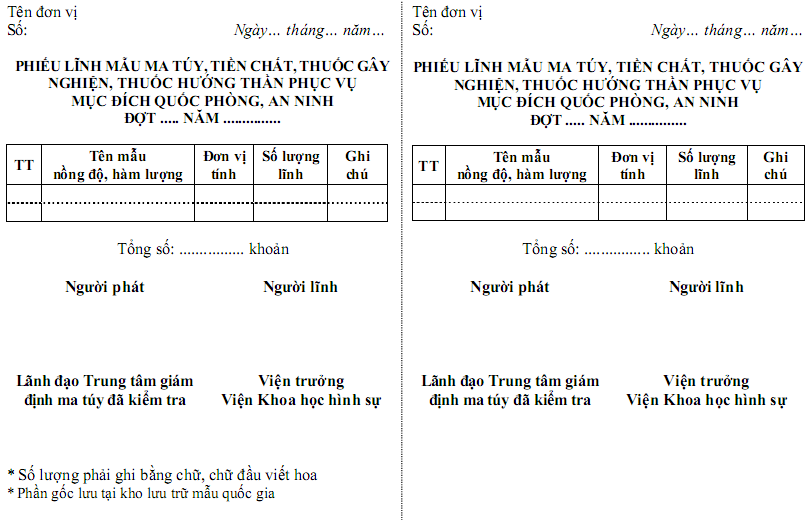 Tên đơn vị
Số: Ngày... tháng... năm...
PHIẾU LĨNH MẪU MA TÚY, TIỀN CHẤT, THUỐC GÂY
NGHIỆN, THUỐC HƯỚNG THẦN PHỤC VỤ
MỤC ĐÍCH QUỐC PHÒNG, AN NINH
ĐỢT ..... NĂM ...............
TT Tên mẫu nồng độ, hàm lượng Đơn vị tính Số lượng lĩnh Ghi chú
Tổng số: ................ khoản
Người phát Người lĩnh
Lãnh đạo Trung tâm giám
định ma túy đã kiểm tra
Viện trưởng
Viện Khoa học hình sự
* Số lượng phải ghi bằng chữ, chữ đầu viết hoa
* Phần gốc lưu tại kho lưu trữ mẫu quốc gia
Tên đơn vị
Số: Ngày... tháng... năm...
PHIẾU LĨNH MẪU MA TÚY, TIỀN CHẤT, THUỐC GÂY
NGHIỆN, THUỐC HƯỚNG THẦN PHỤC VỤ
MỤC ĐÍCH QUỐC PHÒNG, AN NINH
ĐỢT ..... NĂM ...............
TT Tên mẫu nồng độ, hàm lượng Đơn vị tính Số lượng lĩnh Ghi chú
Tổng số: ................ khoản
Người phát Người lĩnh
Lãnh đạo Trung tâm giám
định ma túy đã kiểm tra
Viện trưởng
Viện Khoa học hình sự